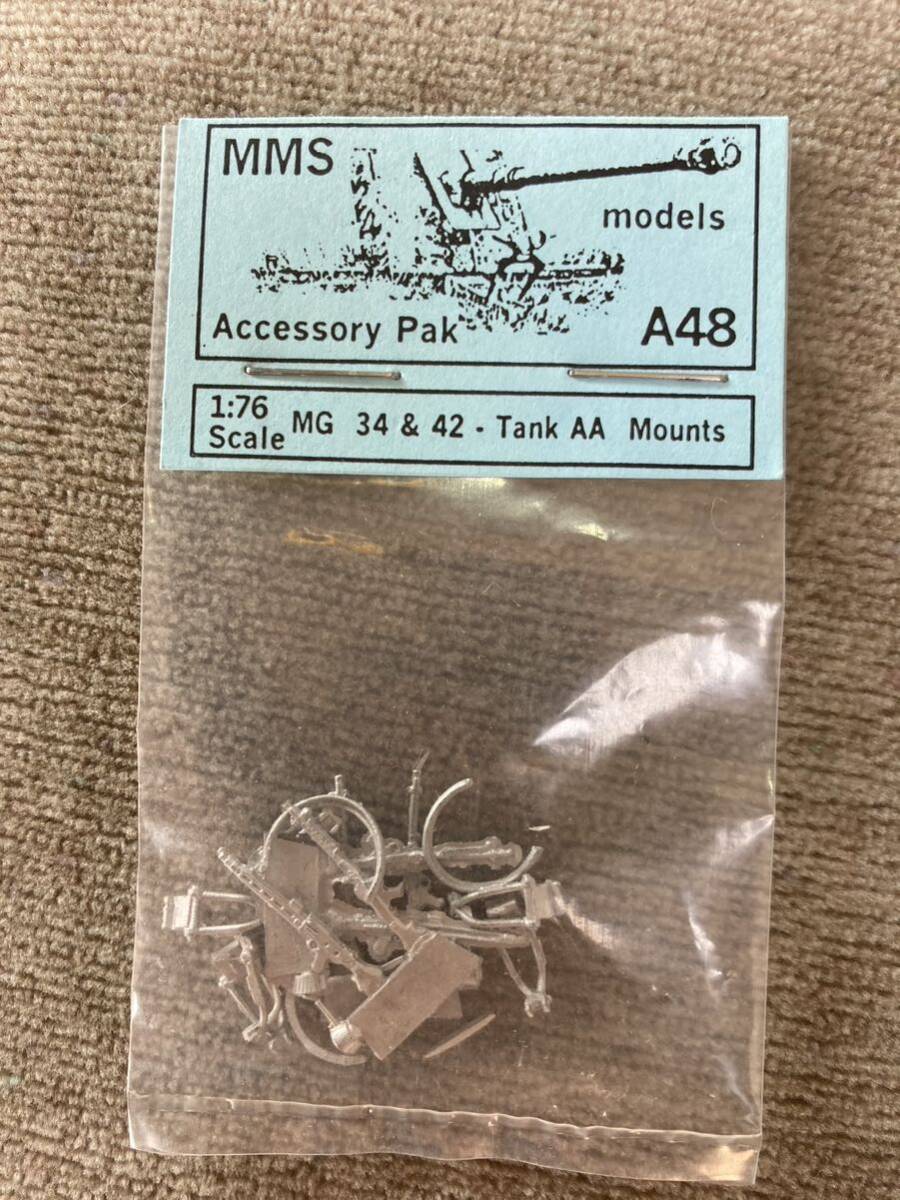 MMS
models
Accessory Pak
A48
1:76
Scale
MG 34 & 42 - Tank AA Mounts